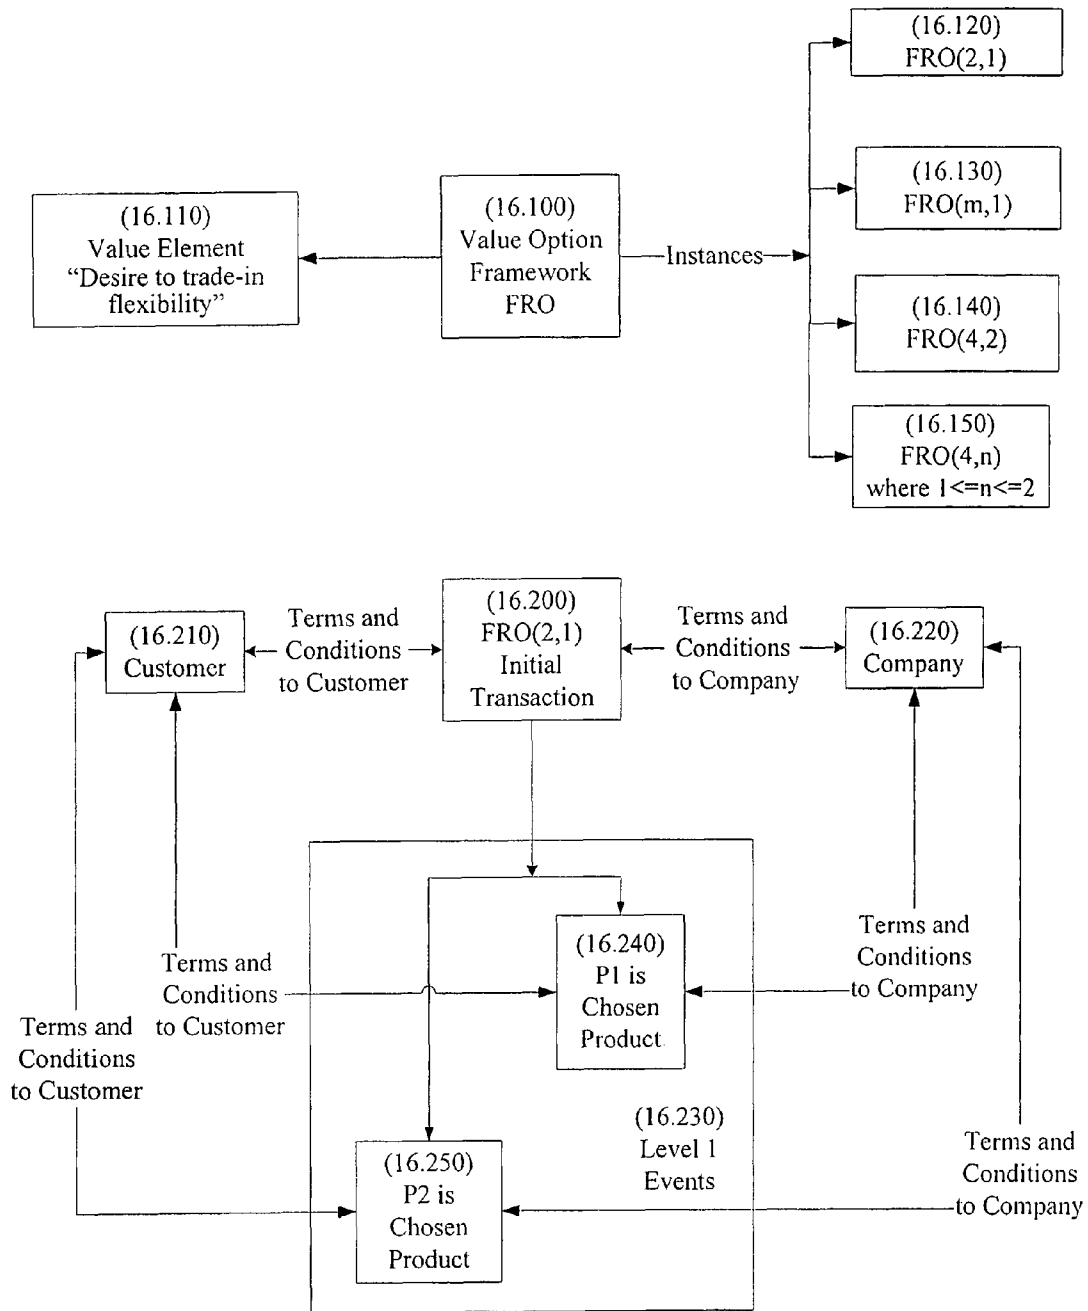 (16.120)
FRO(2,1)
(16.130)
FRO(m,1)
(16.110)
Value Element
“Desire to trade-in
flexibility”
(16.100)
Value Option
Framework
FRO
Instances
(16.140)
FRO(4,2)
(16.150)
FRO(4,n)
where 1<=n<=2
(16.210)
Customer
Terms and
Conditions
to Customer
(16.200)
FRO(2,1)
Initial
Transaction
Terms and
Conditions
to Company
(16.220)
Company
Terms and
Conditions
to Customer
(16.240)
P1 is
Chosen
Product
Terms and
Conditions
to Company
Terms and
Conditions
to Customer
(16.230)
Level 1
Events
(16.250)
P2 is
Chosen
Product
Terms and
Conditions
to Company